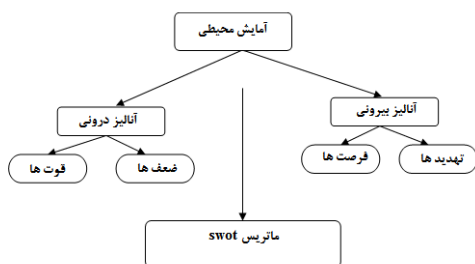 آمایش محیطی
آنالیز بیرونی
آنالیز درونی
تهدید ها
فرصت ها
ضعف ها
قوت ها
ماتریس swot